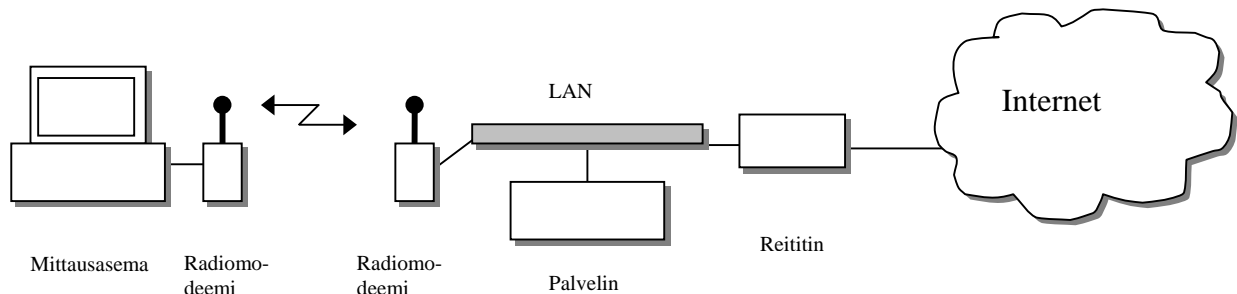 LAN
Internet
Mittausasema
Radiomo-
deemi
Radiomo-
deemi
Palvelin
Reititin